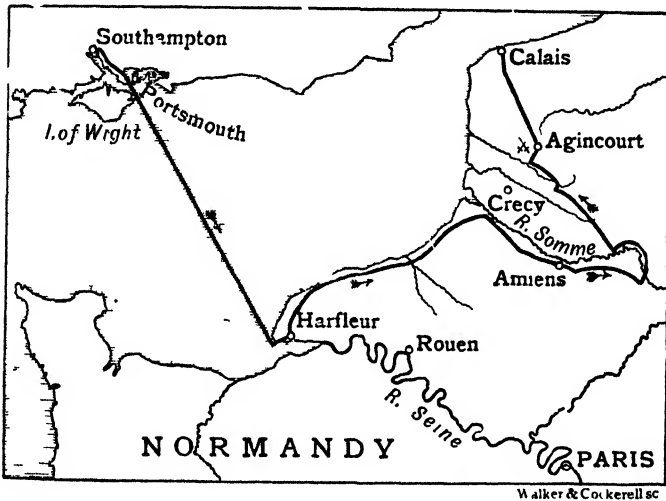 Southampton
Portsmouth
I. of Wight
Calais
Agincourt
Crecy
R. Somme
Amiens
Harfleur
Rouen
R. Seine
NORMANDY
PARIS
Walker & Cockerell sc